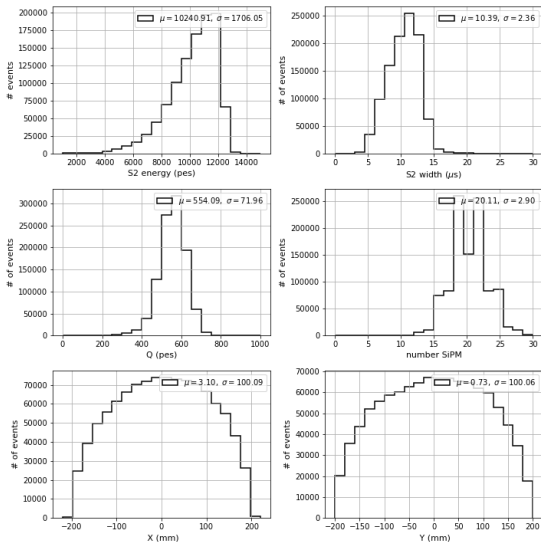 200000
175000
150000
125000
100000
75000
50000
25000
0
# events
μ=10240.91, σ=1706.05
2000 4000 6000 8000 10000 12000 14000
S2 energy (pes)
250000
200000
150000
100000
50000
0
# of events
μ=10.39, σ=2.36
0 5 10 15 20 25 30
S2 width (μs)
300000
250000
200000
150000
100000
50000
0
# of events
μ=554.09, σ=71.96
0 200 400 600 800 1000
Q (pes)
250000
200000
150000
100000
50000
0
# of events
μ=20.11, σ=2.90
0 5 10 15 20 25 30
number SiPM
70000
60000
50000
40000
30000
20000
10000
0
# of events
μ=3.10, σ=100.09
−200 −100 0 100 200
X (mm)
70000
60000
50000
40000
30000
20000
10000
0
# of events
μ=0.73, σ=100.06
−200 −150 −100 −50 0 50 100 150 200
Y (mm)